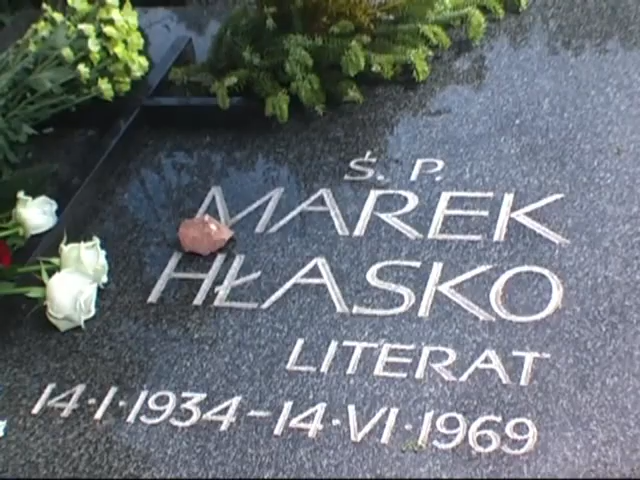 Ś. P.
MAREK
HŁASKO
LITERAT
14·I·1934–14·VI·1969